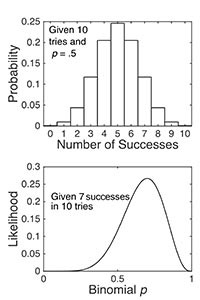 0.25
0.2
0.15
0.1
0.05
0
Probability
Given 10
tries and
p = .5
0 1 2 3 4 5 6 7 8 9 10
Number of Successes
0.3
0.25
0.2
0.15
0.1
0.05
0
Likelihood
Given 7 successes
in 10 tries
0 0.5 1
Binomial p